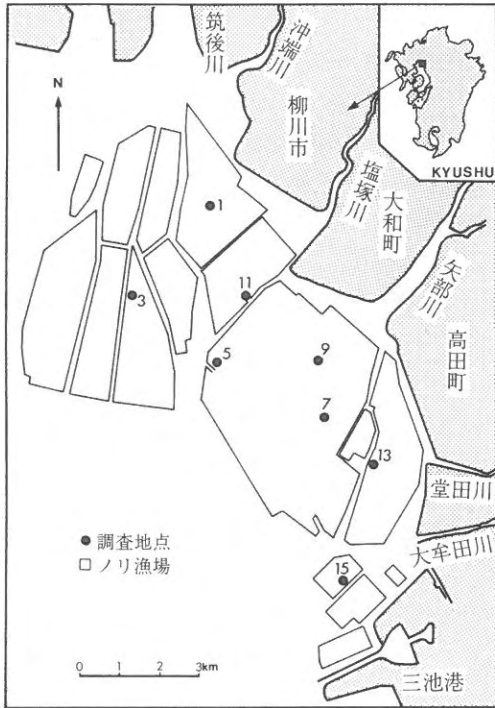 筑後川
沖端川
柳川市
塩塚川
大和町
矢部川
高田町
堂田川
大牟田川
三池港
KYUSHU
N
1
3
11
5
9
7
13
15
● 調査地点
□ ノリ漁場
0 2 3km